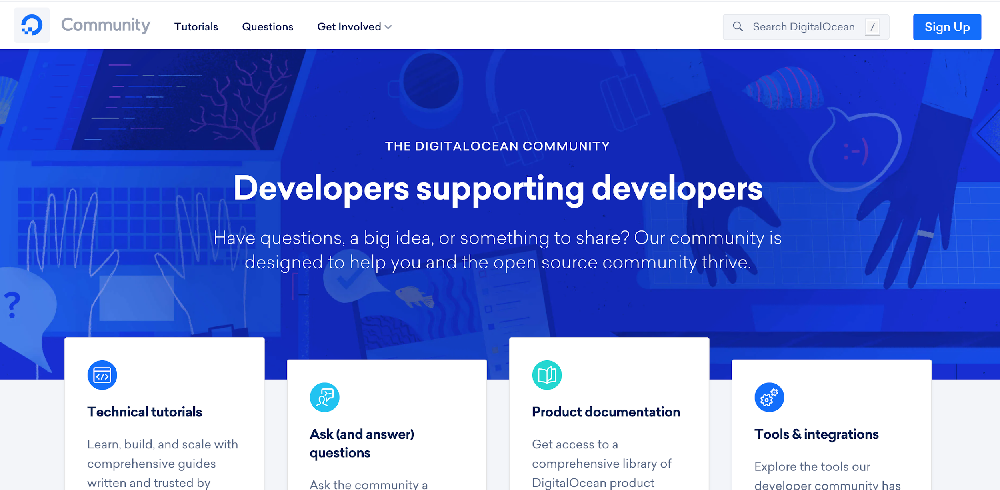 Community
Tutorials
Questions
Get Involved
Search DigitalOcean
/
Sign Up
THE DIGITALOCEAN COMMUNITY
Developers supporting developers
Have questions, a big idea, or something to share? Our community is
designed to help you and the open source community thrive.
:-)
?
Technical tutorials
Learn, build, and scale with
comprehensive guides
written and trusted by
Ask (and answer)
questions
Ask the community a
Product documentation
Get access to a
comprehensive library of
DigitalOcean product
Tools & integrations
Explore the tools our
developer community has